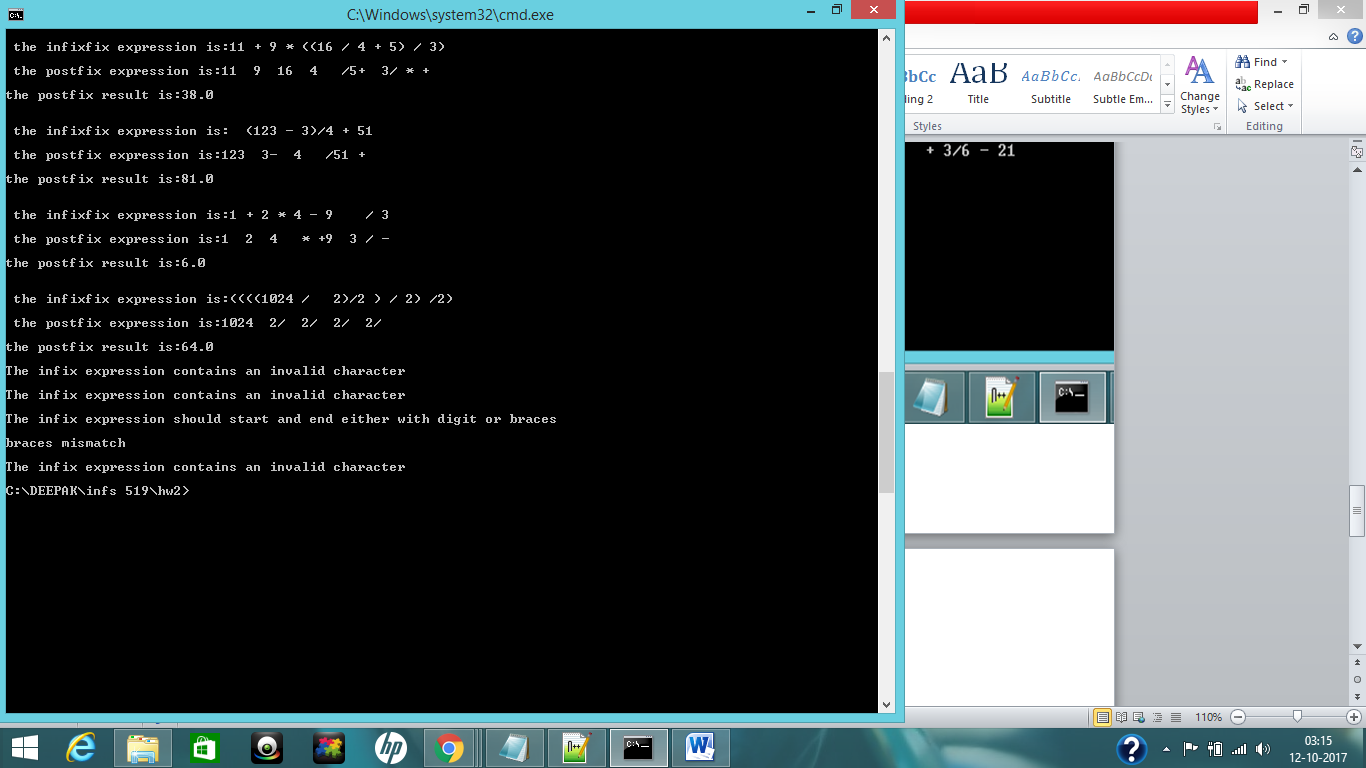 C:\Windows\system32\cmd.exe
the infixfix expression is:11 + 9 * ((16 / 4 + 5) / 3)
the postfix expression is:11  9  16  4   /5+  3/ * +
the postfix result is:38.0
the infixfix expression is:  (123 - 3)/4 + 51
the postfix expression is:123  3-  4   /51 +
the postfix result is:81.0
the infixfix expression is:1 + 2 * 4 - 9    / 3
the postfix expression is:1  2  4   * +9  3 / -
the postfix result is:6.0
the infixfix expression is:((((1024 /   2)/2 ) / 2) /2)
the postfix expression is:1024  2/  2/  2/  2/
the postfix result is:64.0
The infix expression contains an invalid character
The infix expression contains an invalid character
The infix expression should start and end either with digit or braces
braces mismatch
The infix expression contains an invalid character
C:\DEEPAK\infs 519\hw2>
bCc AaB AaBbCc. AaBbCcDc
ing 2 Title Subtitle Subtle Em...
Change
Styles
Styles
Find
Replace
Select
Editing
+ 3/6 - 21
C:\_
110%
hp
03:15
12-10-2017